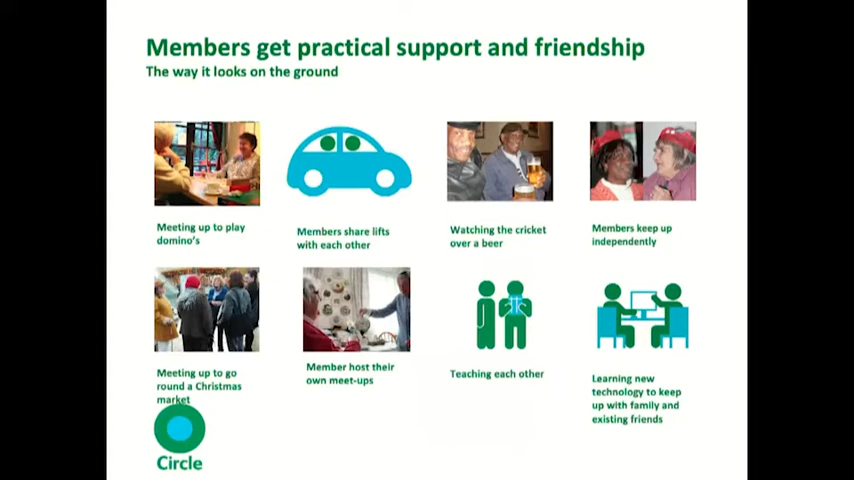 Members get practical support and friendship
The way it looks on the ground
Meeting up to play
domino's
Members share lifts
with each other
Watching the cricket
over a beer
Members keep up
independently
Meeting up to go
round a Christmas
market
Member host their
own meet-ups
Teaching each other
Learning new
technology to keep
up with family and
existing friends
Circle